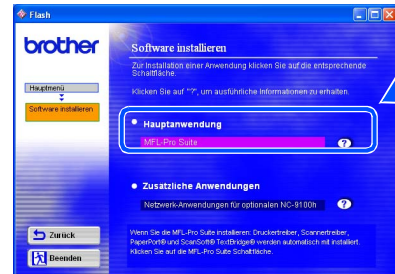 Flash
brother
Software installieren
Zur Installation einer Anwendung klicken Sie auf die entsprechende
Schaltfläche.
Klicken Sie auf "?", um ausführliche Informationen zu erhalten.
Hauptmenü
Software installieren
Hauptanwendung
MFL-Pro Suite
?
Zusätzliche Anwendungen
Netzwerk-Anwendungen für optionalen NC-9100h
?
Wenn Sie die MFL-Pro Suite installieren: Druckertreiber, Scannertreiber,
PaperPort® und ScanSoft® TextBridge® werden automatisch mit installiert.
Klicken Sie auf die MFL-Pro Suite Schaltfläche.
Zurück
Beenden